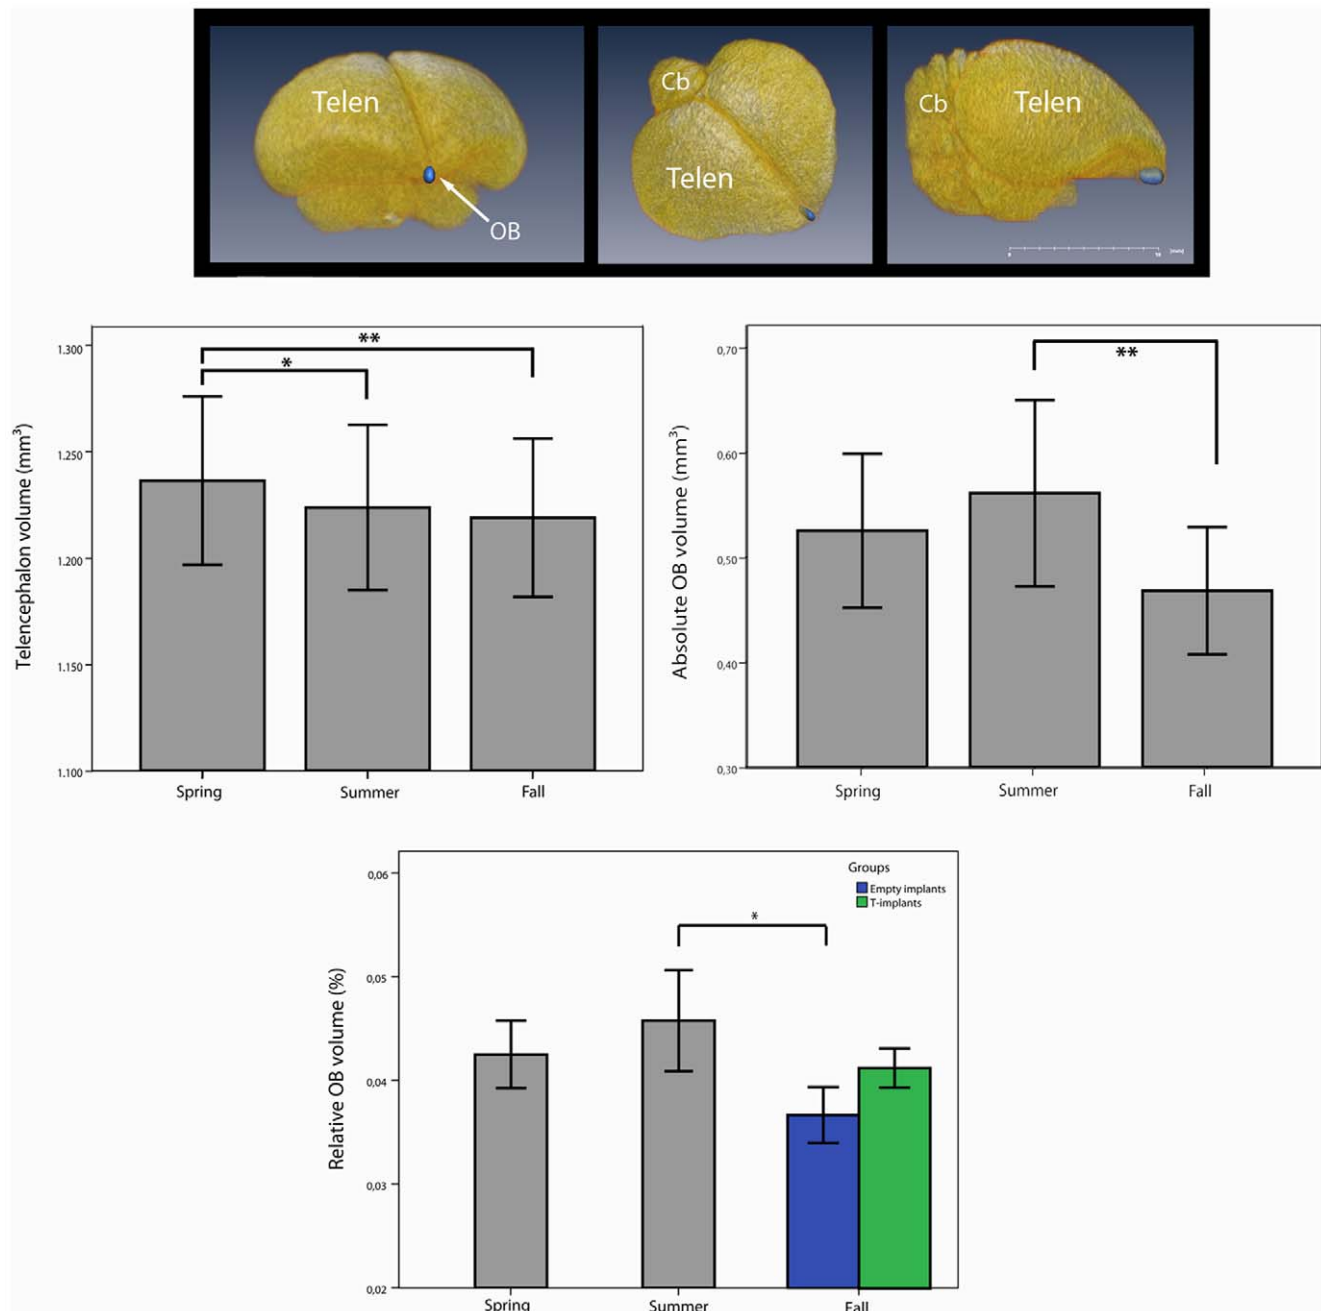 Telen
OB
Cb
Telen
Cb
Telen
0
10
[mm]
Telencephalon volume (mm³)
1.300
1.250
1.200
1.150
1.100
**
*
Spring
Summer
Fall
Absolute OB volume (mm³)
0,70
0,60
0,50
0,40
0,30
**
Spring
Summer
Fall
Relative OB volume (%)
0,06
0,05
0,04
0,03
0,02
*
Groups
Empty implants
T-implants
Spring
Summer
Fall